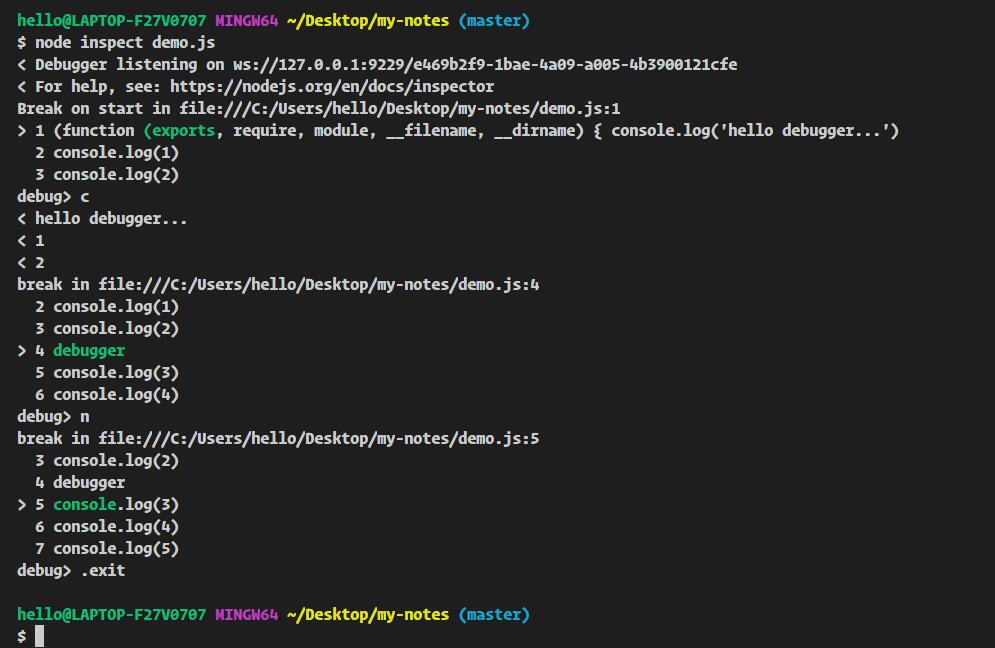 hello@LAPTOP-F27V0707 MINGW64 ~/Desktop/my-notes (master)
$ node inspect demo.js
< Debugger listening on ws://127.0.0.1:9229/e469b2f9-1bae-4a09-a005-4b3900121cfe
< For help, see: https://nodejs.org/en/docs/inspector
Break on start in file:///C:/Users/hello/Desktop/my-notes/demo.js:1
> 1 (function (exports, require, module, __filename, __dirname) { console.log('hello debugger...')
  2 console.log(1)
  3 console.log(2)
debug> c
< hello debugger...
< 1
< 2
break in file:///C:/Users/hello/Desktop/my-notes/demo.js:4
  2 console.log(1)
  3 console.log(2)
> 4 debugger
  5 console.log(3)
  6 console.log(4)
debug> n
break in file:///C:/Users/hello/Desktop/my-notes/demo.js:5
  3 console.log(2)
  4 debugger
> 5 console.log(3)
  6 console.log(4)
  7 console.log(5)
debug> .exit
hello@LAPTOP-F27V0707 MINGW64 ~/Desktop/my-notes (master)
$